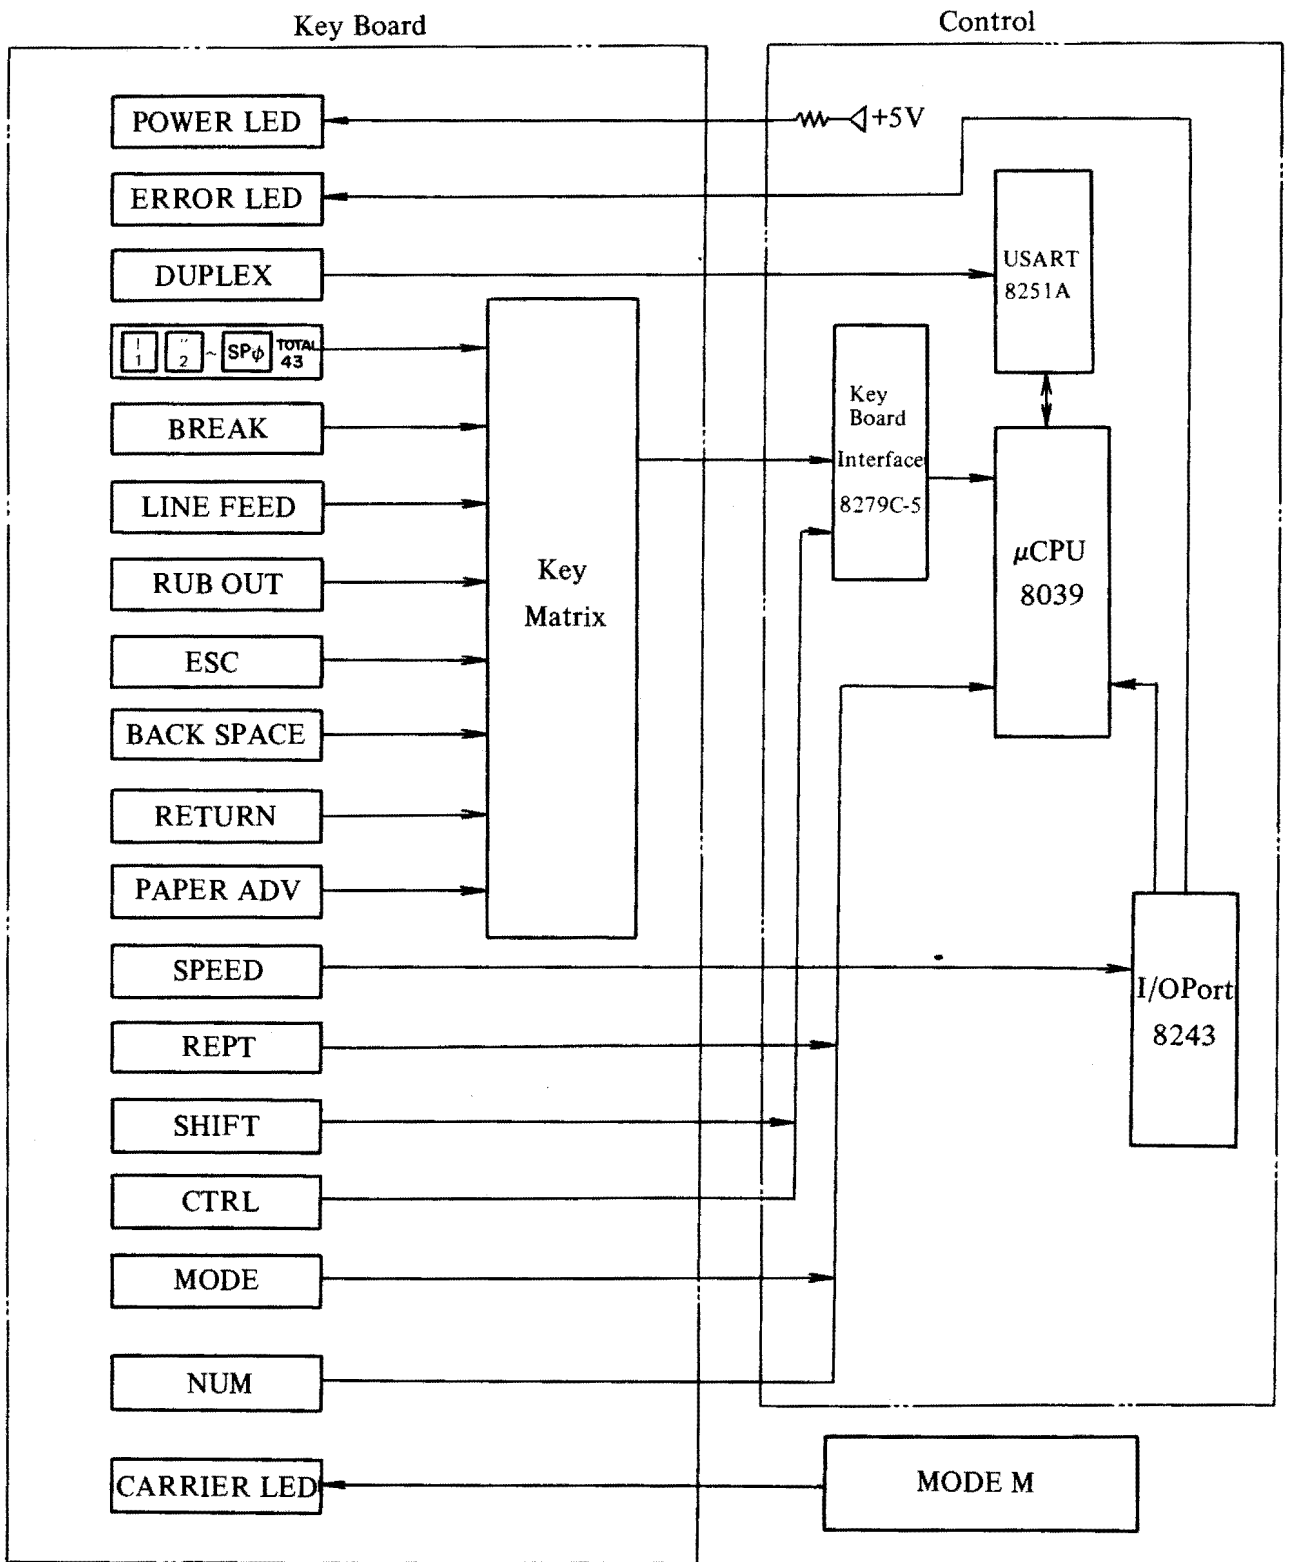 Key Board
Control
POWER LED
+5V
ERROR LED
USART
8251A
DUPLEX
! 1 " 2 ~ SPϕ TOTAL 43
BREAK
LINE FEED
RUB OUT
ESC
BACK SPACE
RETURN
PAPER ADV
Key
Matrix
Key
Board
Interface
8279C-5
μCPU
8039
SPEED
I/OPort
8243
REPT
SHIFT
CTRL
MODE
NUM
CARRIER LED
MODE M